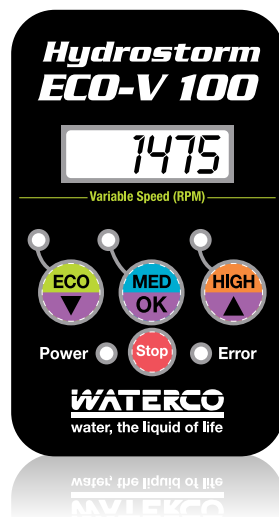 Hydrostorm
ECO-V 100
1475
Variable Speed (RPM)
ECO MED HIGH
OK
Power Stop Error
WATERCO
water, the liquid of life